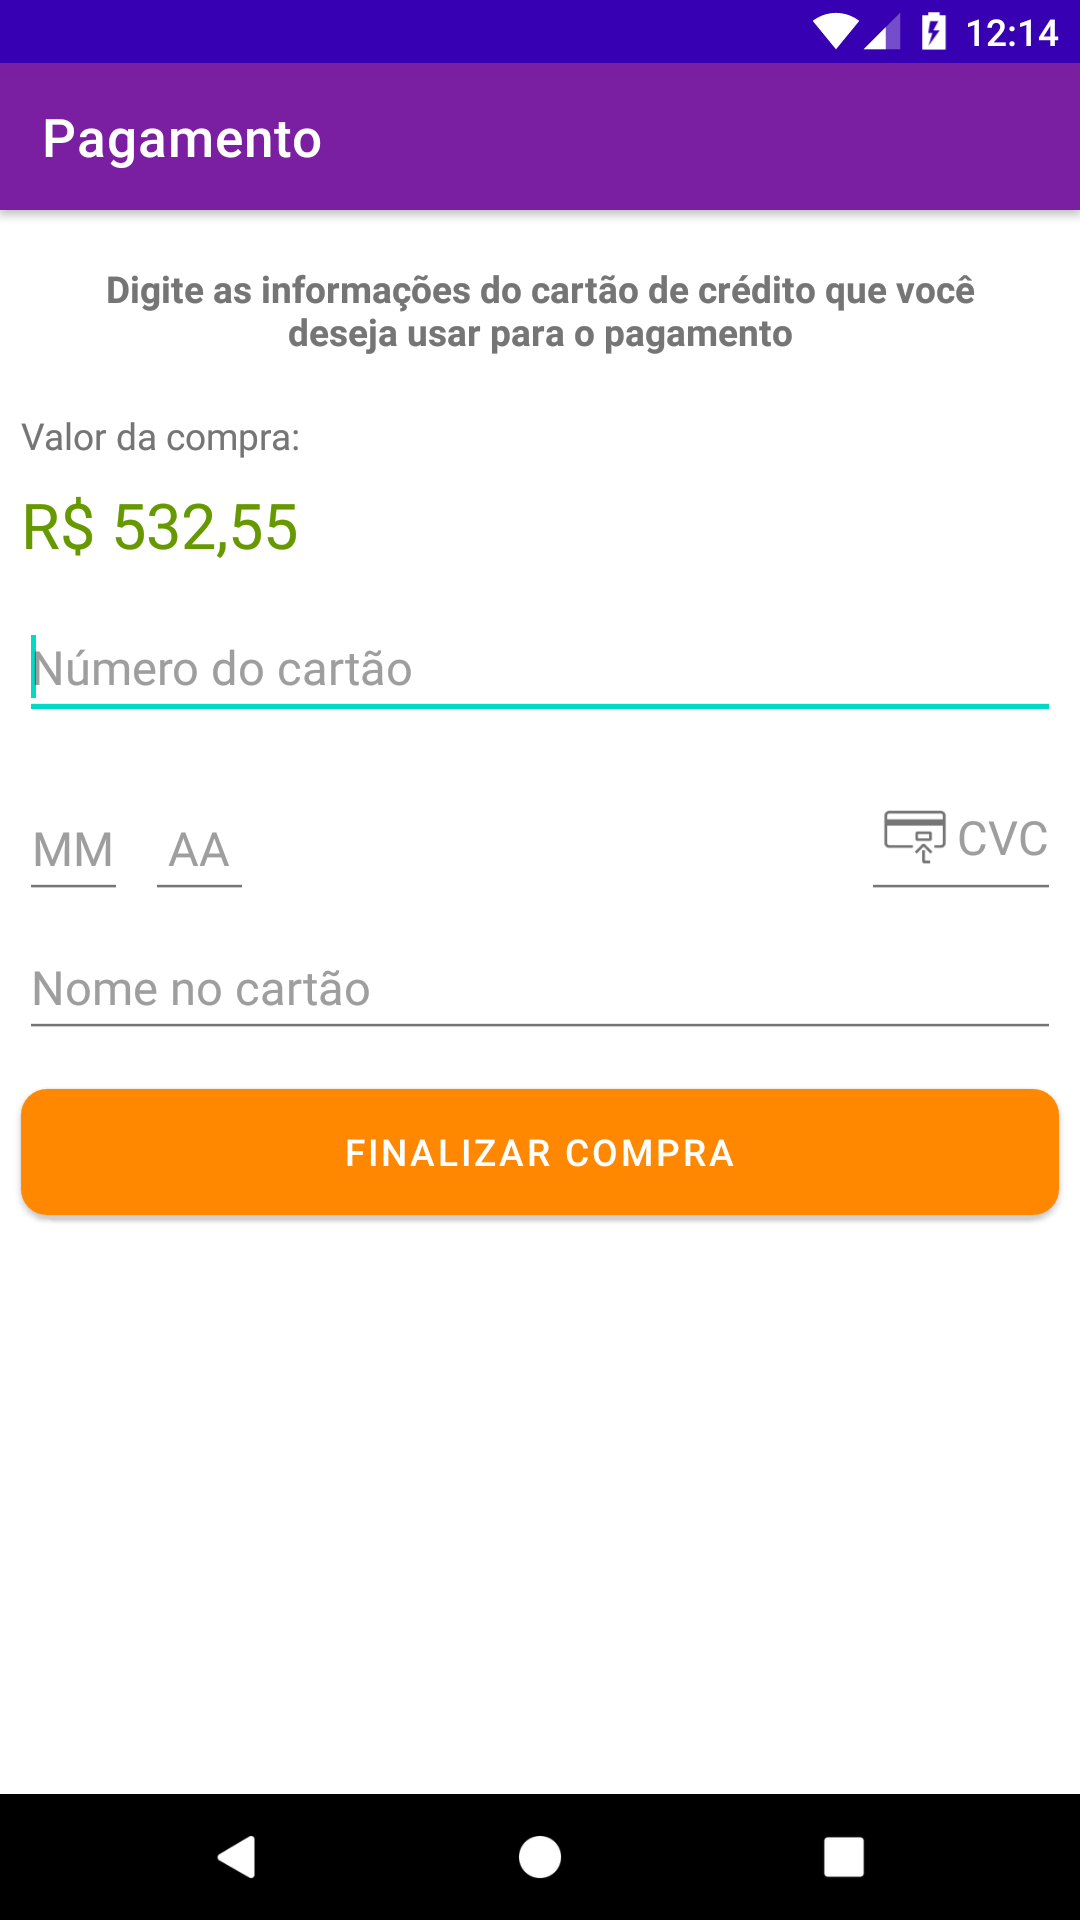 12:14
Pagamento
Digite as informações do cartão de crédito que você
deseja usar para o pagamento
Valor da compra:
R$ 532,55
Número do cartão
MM AA CVC
Nome no cartão
FINALIZAR COMPRA